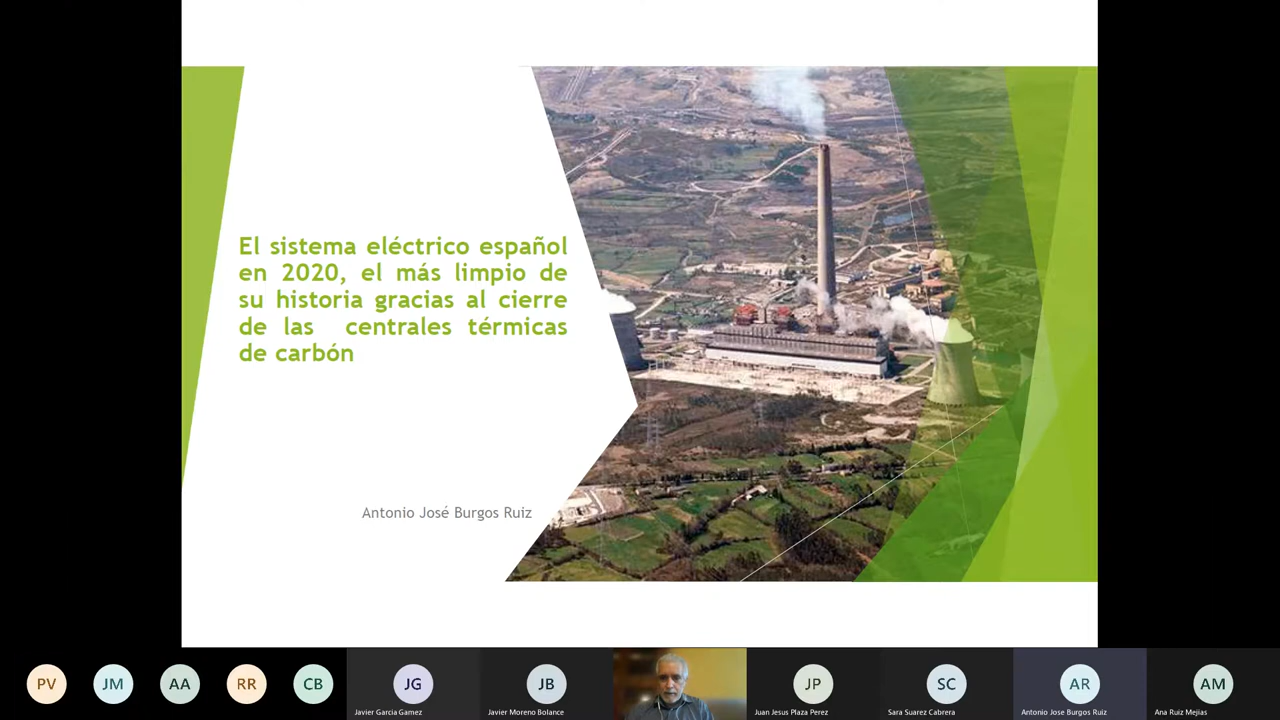 El sistema eléctrico español
en 2020, el más limpio de
su historia gracias al cierre
de las centrales térmicas
de carbón
Antonio José Burgos Ruiz
PV
JM
AA
RR
CB
JG
JB
JP
SC
AR
AM
Javier Garcia Gamez
Javier Moreno Bolance
Juan Jesus Plaza Perez
Sara Suarez Cabrera
Antonio Jose Burgos Ruiz
Ana Ruiz Mejias